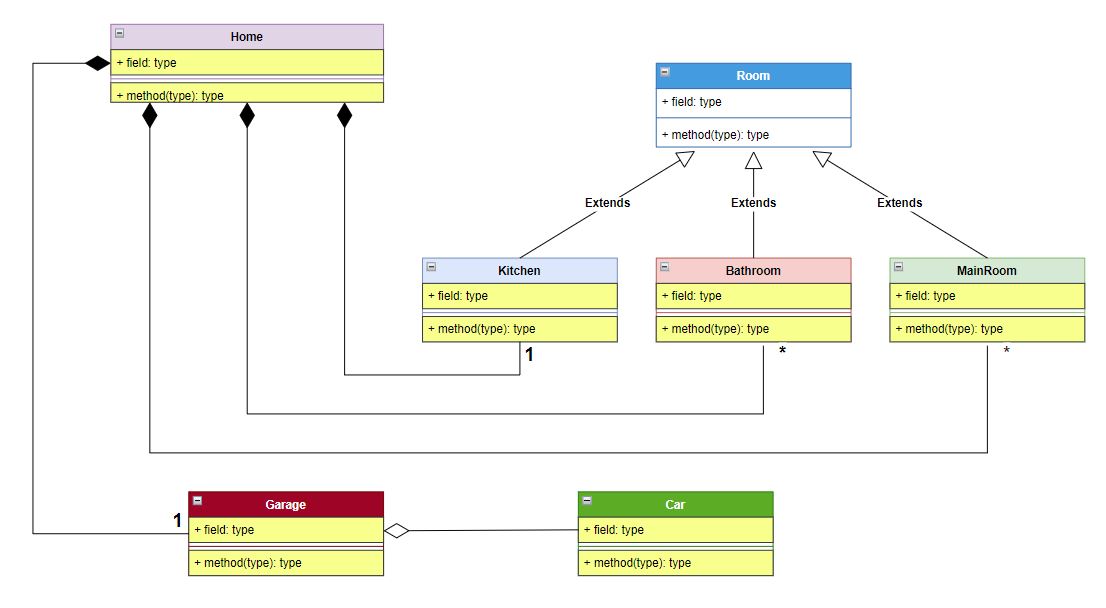 Home
+ field: type
+ method(type): type
Room
+ field: type
+ method(type): type
Extends
Extends
Extends
Kitchen
+ field: type
+ method(type): type
1
Bathroom
+ field: type
+ method(type): type
*
MainRoom
+ field: type
+ method(type): type
*
1
Garage
+ field: type
+ method(type): type
Car
+ field: type
+ method(type): type